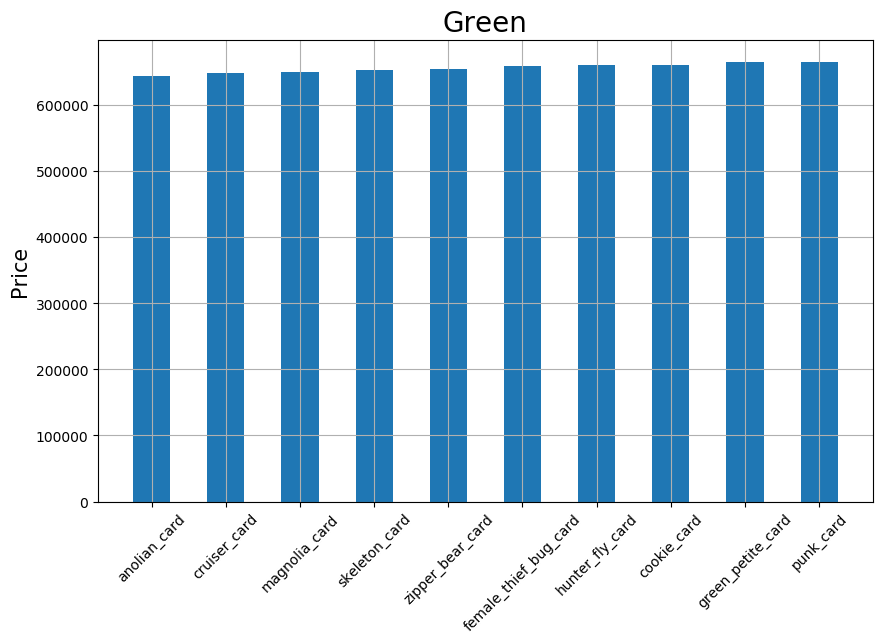 Green
Price
600000
500000
400000
300000
200000
100000
0
anolian_card
cruiser_card
magnolia_card
skeleton_card
zipper_bear_card
female_thief_bug_card
hunter_fly_card
cookie_card
green_petite_card
punk_card